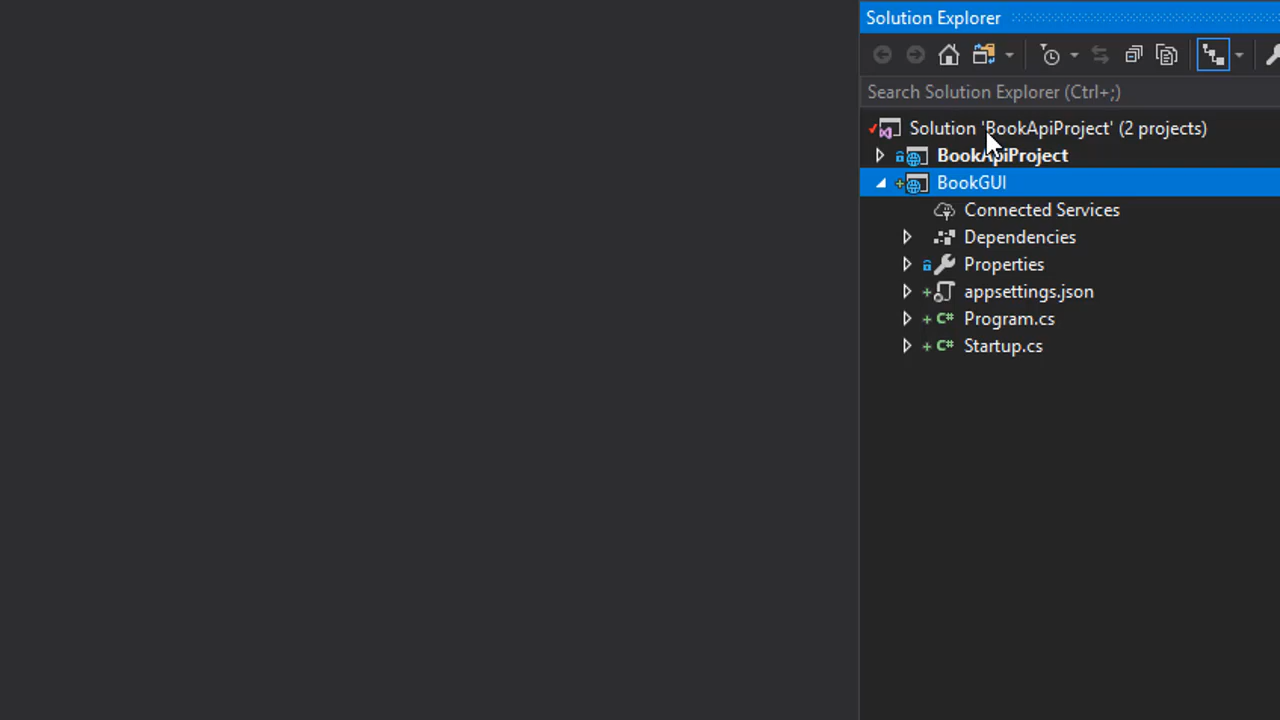 Solution Explorer
Search Solution Explorer (Ctrl+;)
Solution 'BookApiProject' (2 projects)
BookApiProject
BookGUI
Connected Services
Dependencies
Properties
appsettings.json
C# Program.cs
C# Startup.cs